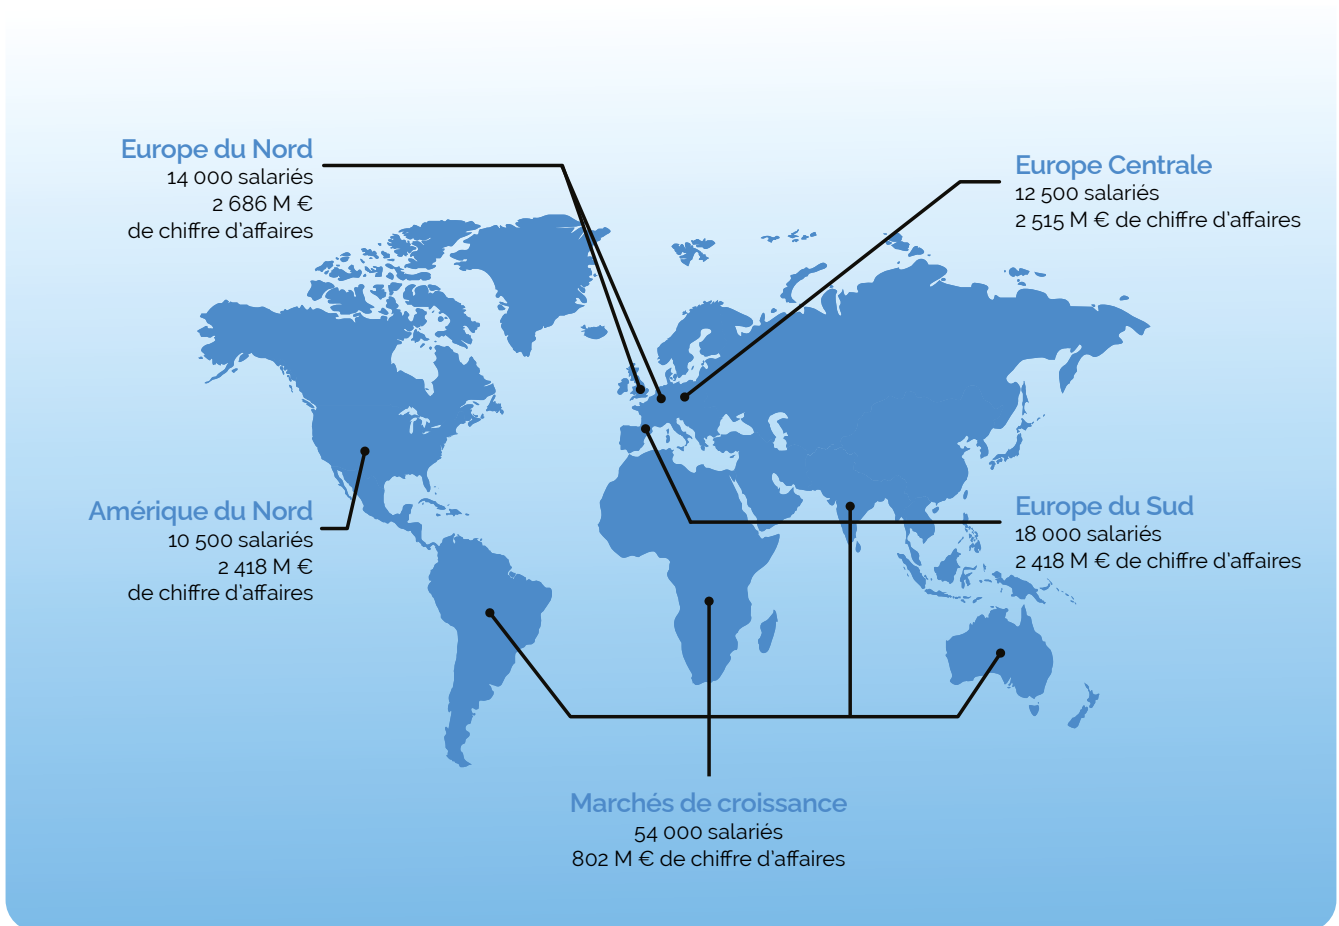 Europe du Nord
14 000 salariés
2 686 M €
de chiffre d'affaires
Europe Centrale
12 500 salariés
2 515 M € de chiffre d'affaires
Amérique du Nord
10 500 salariés
2 418 M €
de chiffre d'affaires
Europe du Sud
18 000 salariés
2 418 M € de chiffre d'affaires
Marchés de croissance
54 000 salariés
802 M € de chiffre d'affaires